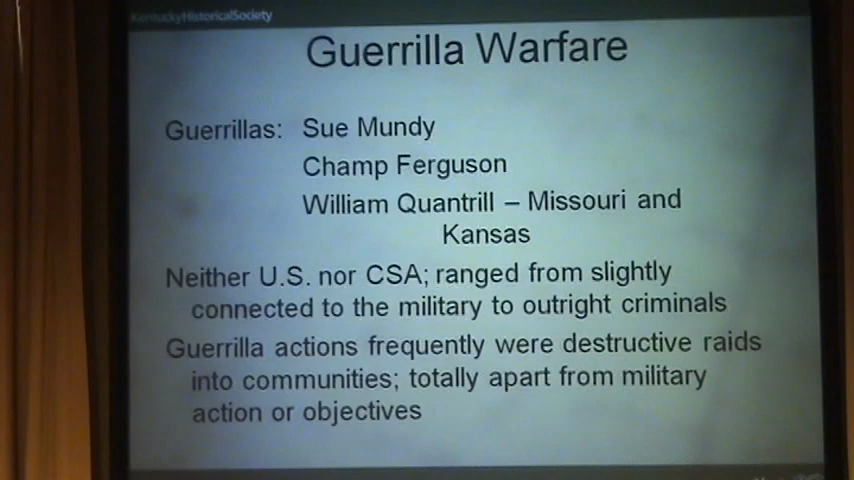 KentuckyHistoricalSociety
Guerrilla Warfare
Guerrillas: Sue Mundy
Champ Ferguson
William Quantrill – Missouri and
Kansas
Neither U.S. nor CSA; ranged from slightly
connected to the military to outright criminals
Guerrilla actions frequently were destructive raids
into communities; totally apart from military
action or objectives